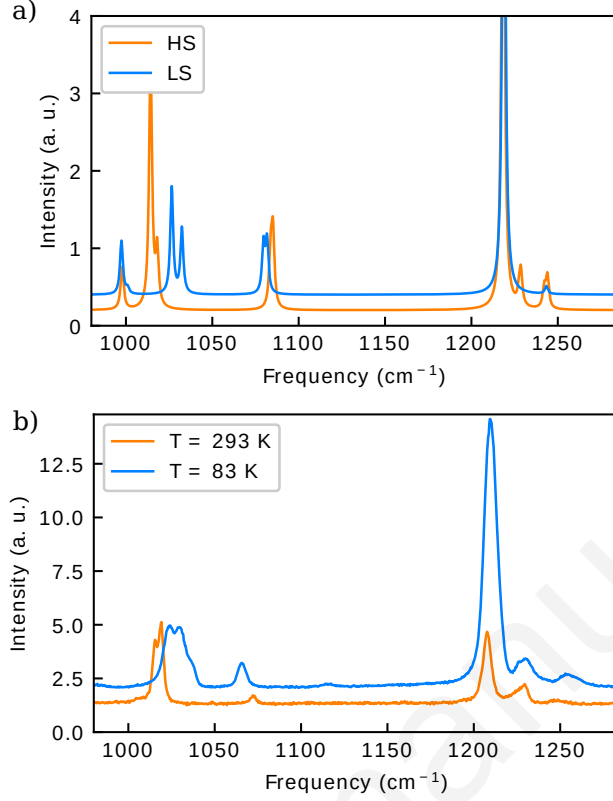 a)
Intensity (a. u.)
4
3
2
1
0
HS
LS
1000 1050 1100 1150 1200 1250
Frequency (cm⁻¹)
b)
Intensity (a. u.)
12.5
10.0
7.5
5.0
2.5
0.0
T = 293 K
T = 83 K
1000 1050 1100 1150 1200 1250
Frequency (cm⁻¹)
anu